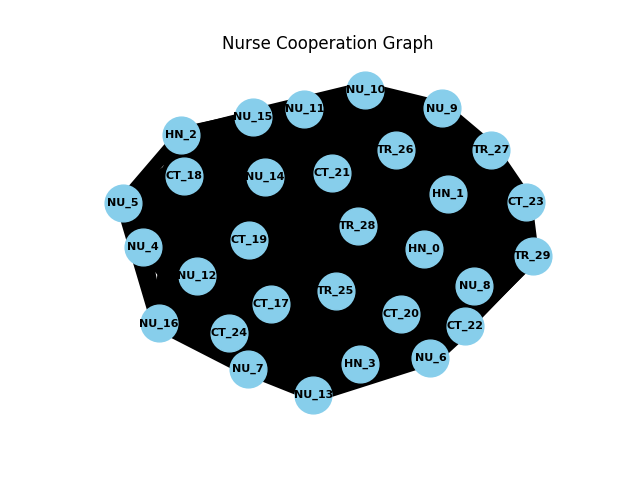 Nurse Cooperation Graph
NU_10
NU_9
NU_11
NU_15
HN_2
TR_26
TR_27
CT_21
CT_18
NU_14
HN_1
NU_5
CT_23
TR_28
CT_19
NU_4
HN_0
TR_29
NU_12
NU_8
TR_25
CT_17
CT_20
NU_16
CT_22
CT_24
NU_6
HN_3
NU_7
NU_13